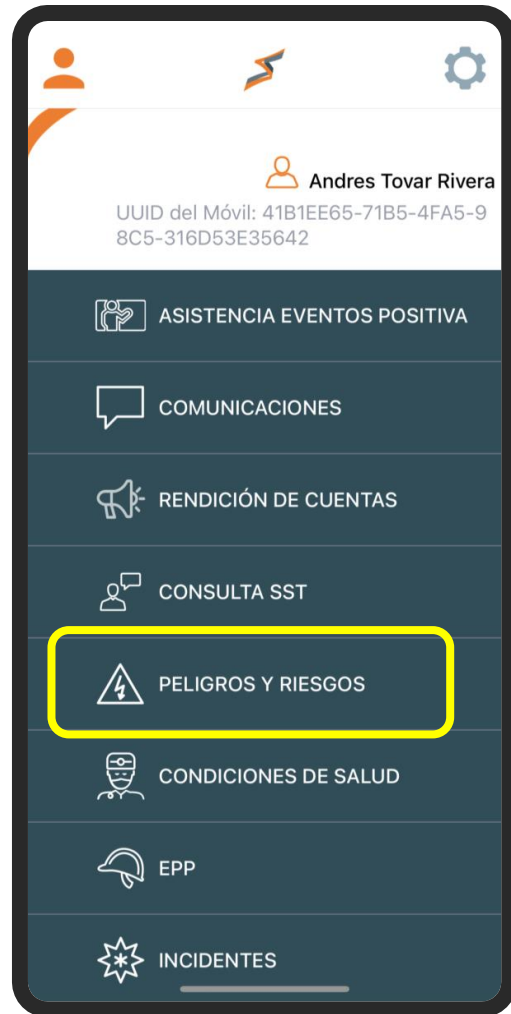 Andres Tovar Rivera
UUID del Móvil: 41B1EE65-71B5-4FA5-9
8C5-316D53E35642
ASISTENCIA EVENTOS POSITIVA
COMUNICACIONES
RENDICIÓN DE CUENTAS
CONSULTA SST
PELIGROS Y RIESGOS
CONDICIONES DE SALUD
EPP
INCIDENTES